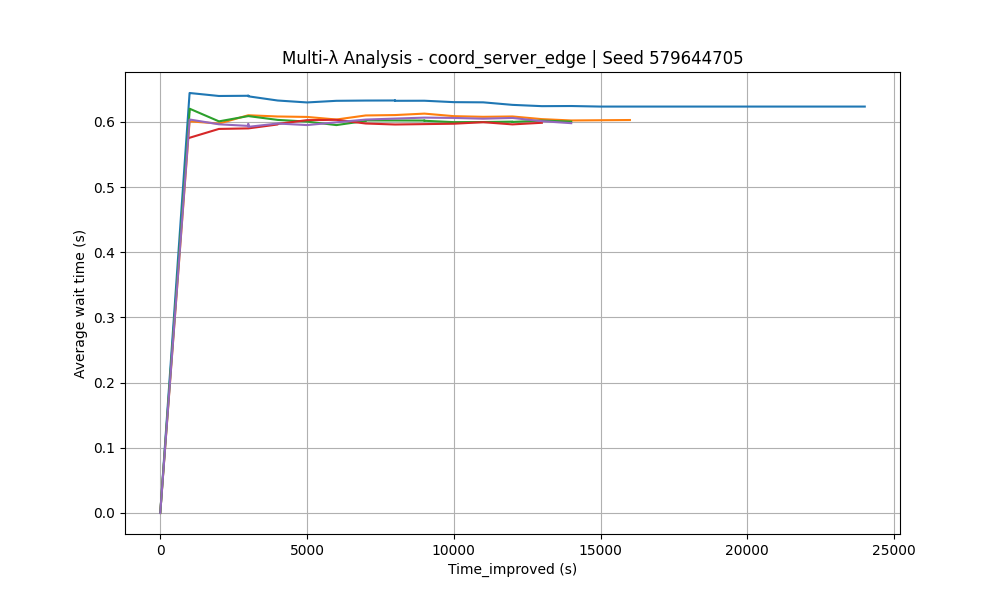 Multi-λ Analysis - coord_server_edge | Seed 579644705
Average wait time (s)
0.6
0.5
0.4
0.3
0.2
0.1
0.0
0 5000 10000 15000 20000 25000
Time_improved (s)